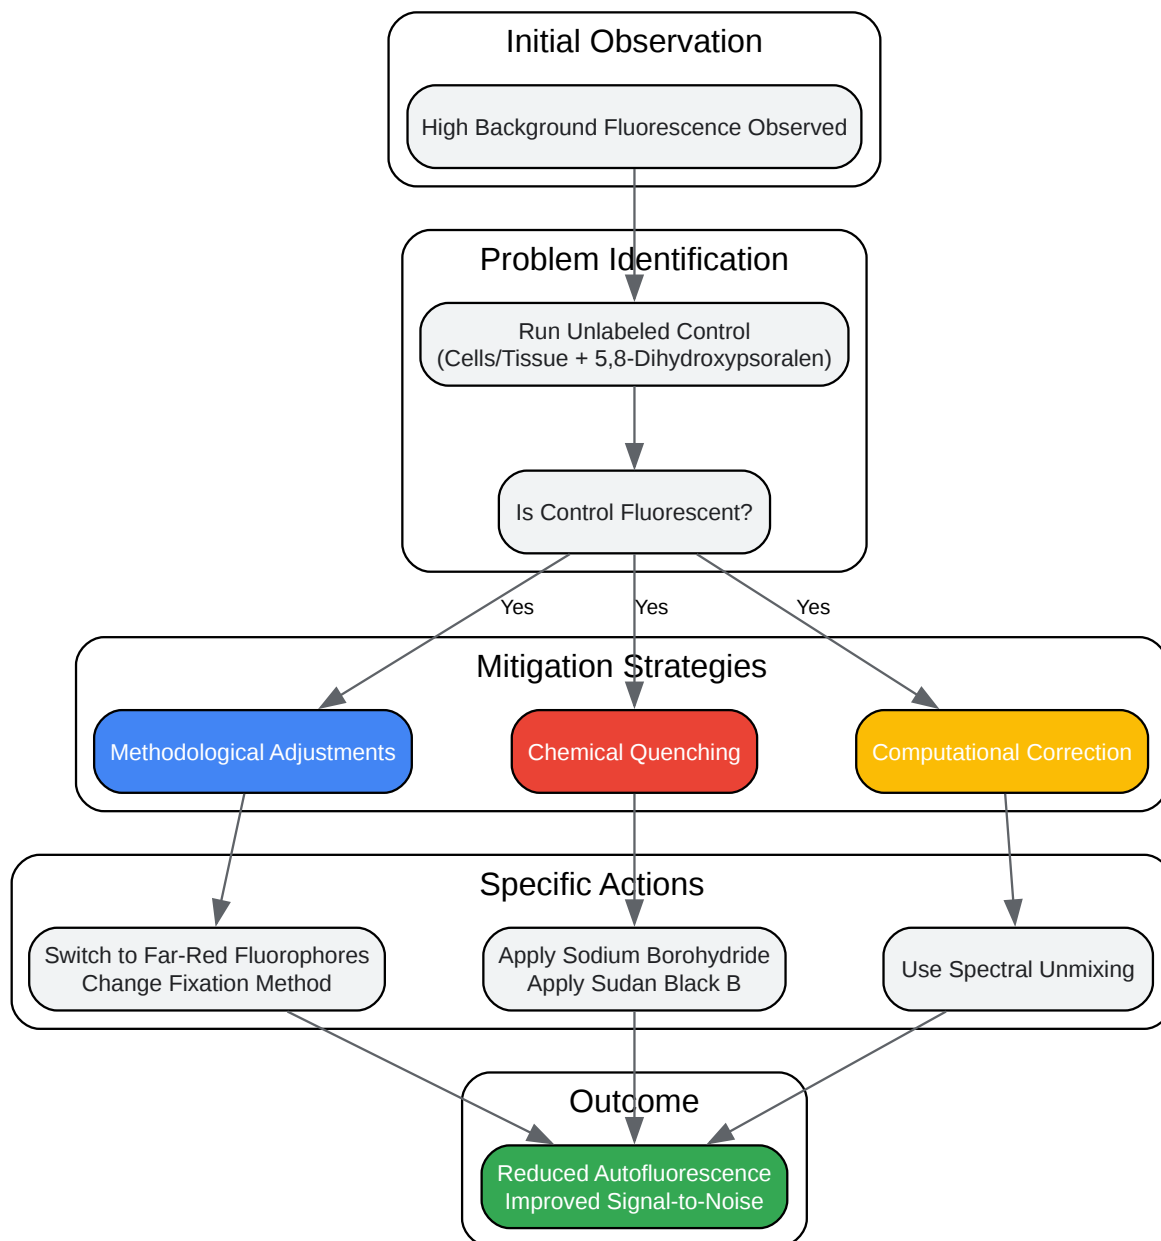 Initial Observation
High Background Fluorescence Observed
Problem Identification
Run Unlabeled Control
(Cells/Tissue + 5,8-Dihydroxypsoralen)
Is Control Fluorescent?
Yes
Yes
Yes
Mitigation Strategies
Methodological Adjustments
Chemical Quenching
Computational Correction
Specific Actions
Switch to Far-Red Fluorophores
Change Fixation Method
Apply Sodium Borohydride
Apply Sudan Black B
Use Spectral Unmixing
Outcome
Reduced Autofluorescence
Improved Signal-to-Noise